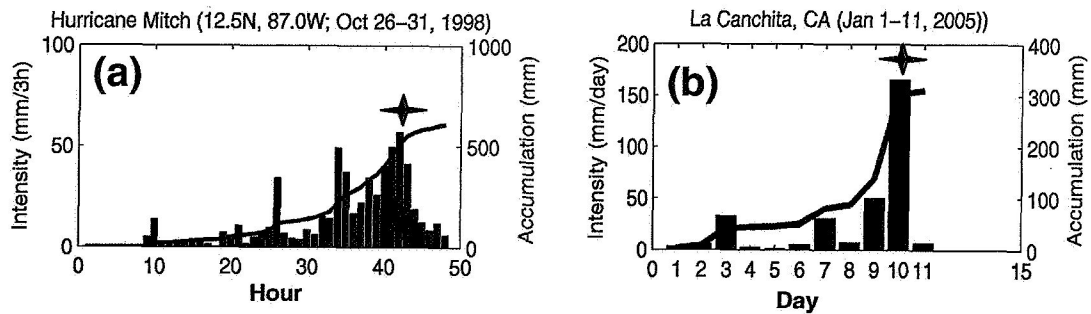 Hurricane Mitch (12.5N, 87.0W; Oct 26–31, 1998)
(a)
Intensity (mm/3h)
100
50
0
Accumulation (mm)
1000
500
0
0 10 20 30 40 50
Hour
La Canchita, CA (Jan 1–11, 2005))
(b)
Intensity (mm/day)
200
150
100
50
0
Accumulation (mm)
400
300
200
100
0
0 1 2 3 4 5 6 7 8 9 10 11 15
Day